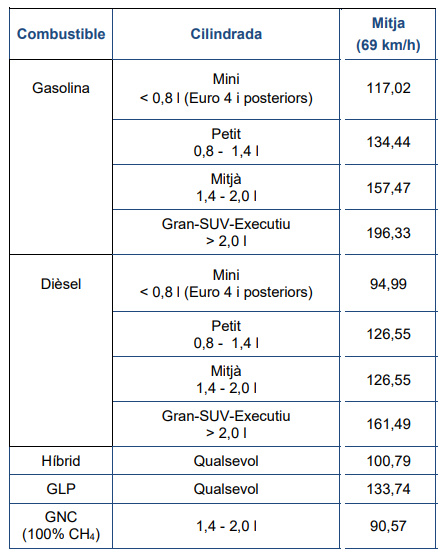 Combustible Cilindrada Mitja
(69 km/h)
Gasolina Mini
< 0,8 l (Euro 4 i posteriors) 117,02
Petit
0,8 - 1,4 l 134,44
Mitjà
1,4 - 2,0 l 157,47
Gran-SUV-Executiu
> 2,0 l 196,33
Dièsel Mini
< 0,8 l (Euro 4 i posteriors) 94,99
Petit
0,8 - 1,4 l 126,55
Mitjà
1,4 - 2,0 l 126,55
Gran-SUV-Executiu
> 2,0 l 161,49
Híbrid Qualsevol 100,79
GLP Qualsevol 133,74
GNC
(100% CH₄) 1,4 - 2,0 l 90,57